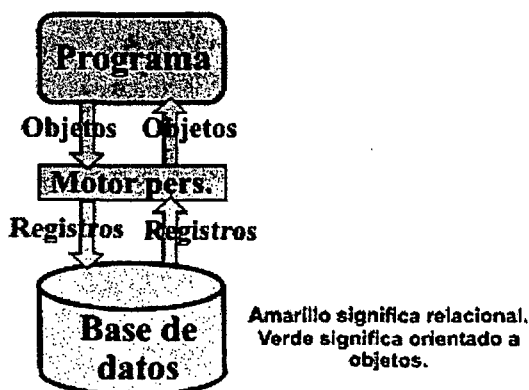 Programa
Objetos Objetos
Motor pers.
Registros Registros
Base de
datos
Amarillo significa relacional.
Verde significa orientado a
objetos.